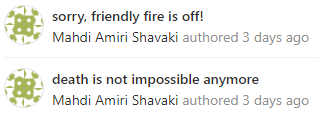 sorry, friendly fire is off!
Mahdi Amiri Shavaki authored 3 days ago
death is not impossible anymore
Mahdi Amiri Shavaki authored 3 days ago